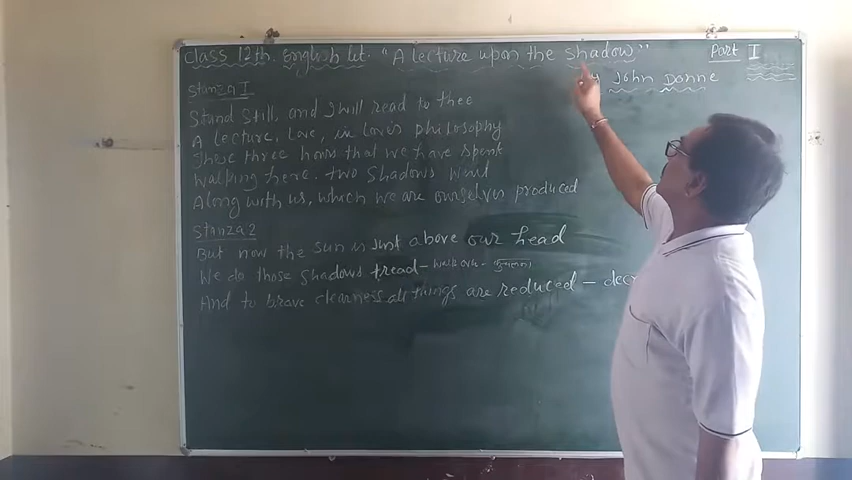 Class 12th. English Lit. "A Lecture upon the Shadow" Part I
by John Donne
Stanza I
Stand Still, and I will read to thee
A Lecture, Love, in Love's philosophy
These three hours that we have spent
Walking here. two Shadows went
Along with us, which we are ourselves produced
Stanza 2
But now the sun is Just above our head
We do those Shadows tread - walk over - कुचलना
And to brave clearness all things are reduced -